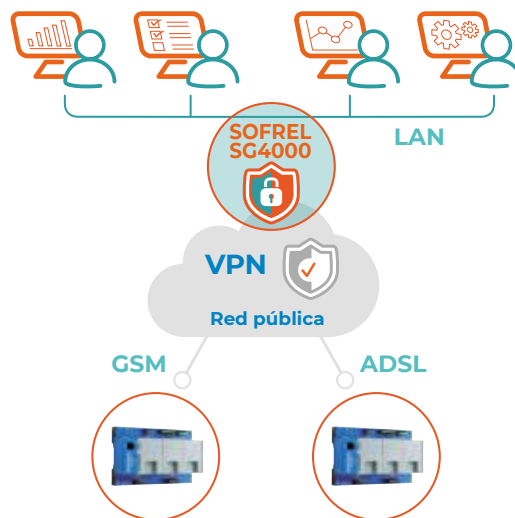 SOFREL
SG4000
LAN
VPN
Red pública
GSM
ADSL